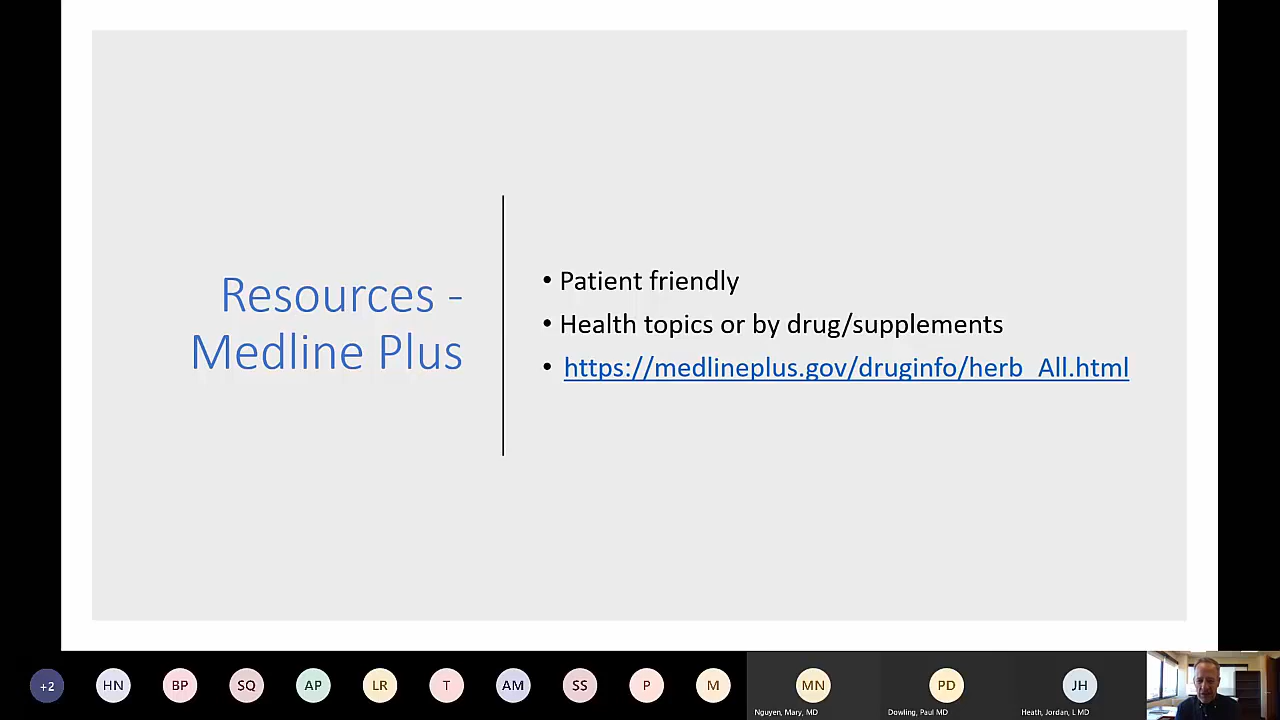 Resources -
Medline Plus
• Patient friendly
• Health topics or by drug/supplements
• https://medlineplus.gov/druginfo/herb_All.html
+2
HN
BP
SQ
AP
LR
T
AM
SS
P
M
MN
PD
JH
Nguyen, Mary, MD
Dowling, Paul MD
Heath, Jordan, L MD